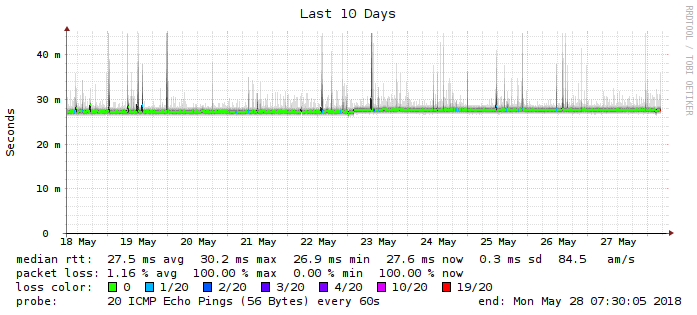 Last 10 Days
RRDTOOL / TOBI OETIKER
Seconds
40 m
30 m
20 m
10 m
0
18 May 19 May 20 May 21 May 22 May 23 May 24 May 25 May 26 May 27 May
median rtt: 27.5 ms avg 30.2 ms max 26.9 ms min 27.6 ms now 0.3 ms sd 84.5 am/s
packet loss: 1.16 % avg 100.00 % max 0.00 % min 100.00 % now
loss color: 0 1/20 2/20 3/20 4/20 10/20 19/20
probe: 20 ICMP Echo Pings (56 Bytes) every 60s end: Mon May 28 07:30:05 2018